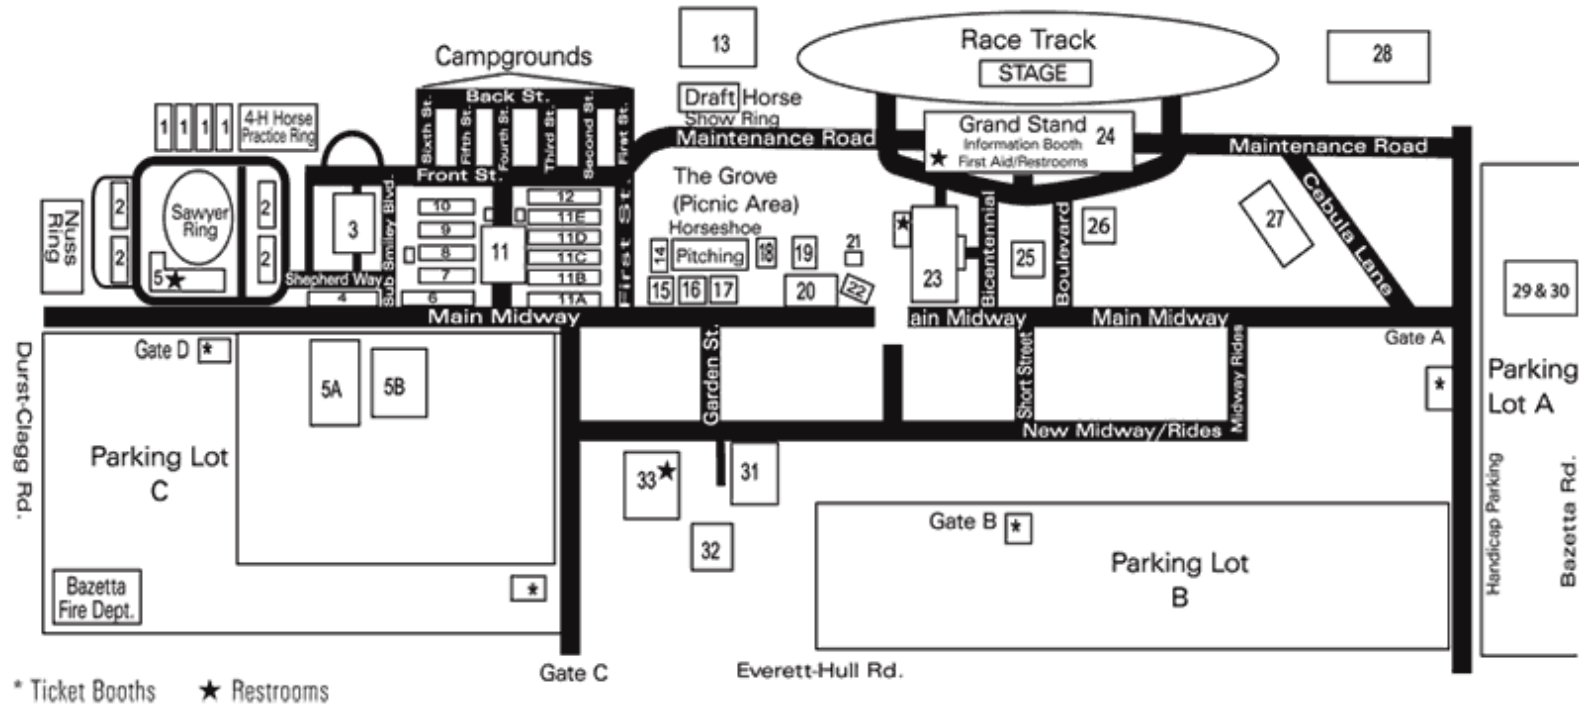 Campgrounds
13
Race Track
STAGE
28
Back St.
Draft Horse
Show Ring
1 1 1 1
4-H Horse
Practice Ring
Sixth St.
Fifth St.
Fourth St.
Third St.
Second St.
First St.
Maintenance Road
Grand Stand
24
Information Booth
★ First Aid/Restrooms
Maintenance Road
Front St.
The Grove
(Picnic Area)
Horseshoe
Pitching
Cebula Lane
Nuss
Ring
2
2
Sawyer
Ring
2
2
5★
3
Shepherd Way
4
Sub Smiley Blvd.
10
9
8
7
6
11
12
11E
11D
11C
11B
11A
First St.
14
15
16
17
18
19
20
21
22
★
23
Bicentennial
25
Boulevard
26
27
29 & 30
Main Midway
ain Midway
Main Midway
Gate A
*
Durst-Clagg Rd.
Gate D *
5A
5B
Garden St.
Short Street
Midway Rides
Parking
Lot A
New Midway/Rides
Parking Lot
C
33★
31
32
Handicap Parking
Bazetta Rd.
Gate B *
Parking Lot
B
Bazetta
Fire Dept.
*
Gate C
Everett-Hull Rd.
* Ticket Booths
★ Restrooms